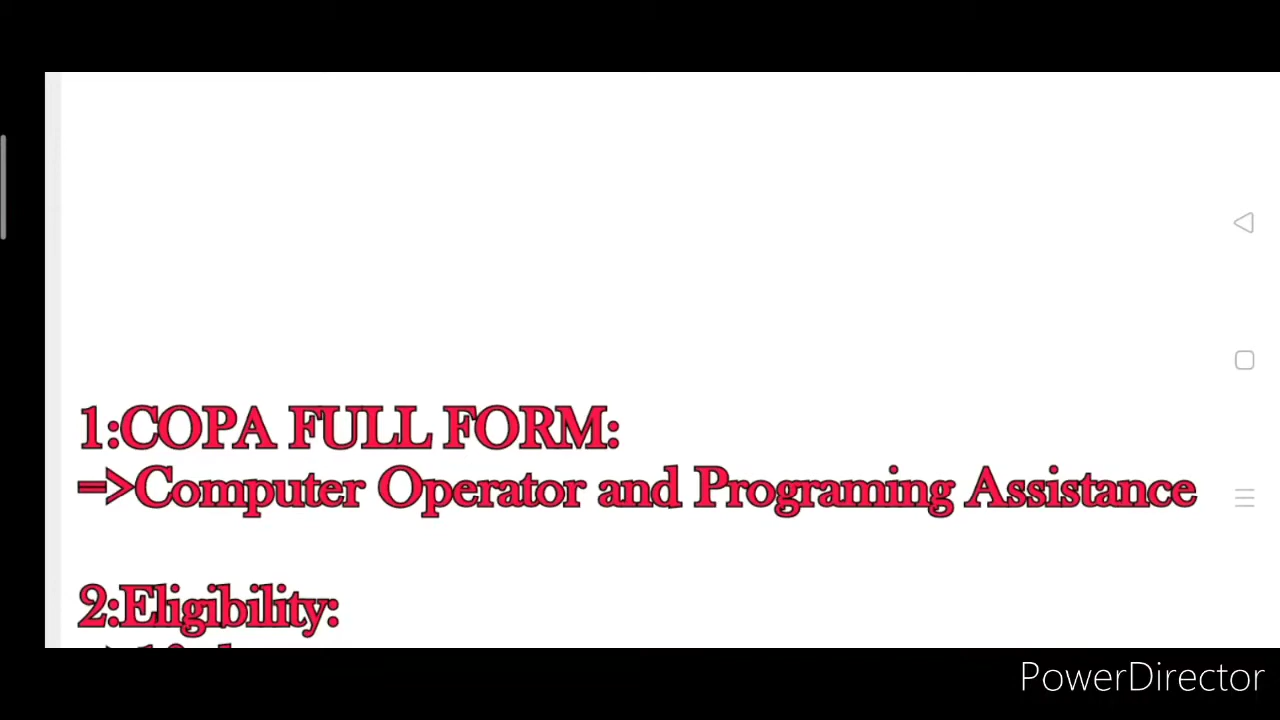 1:COPA FULL FORM:
=>Computer Operator and Programing Assistance
2:Eligibility:
PowerDirector